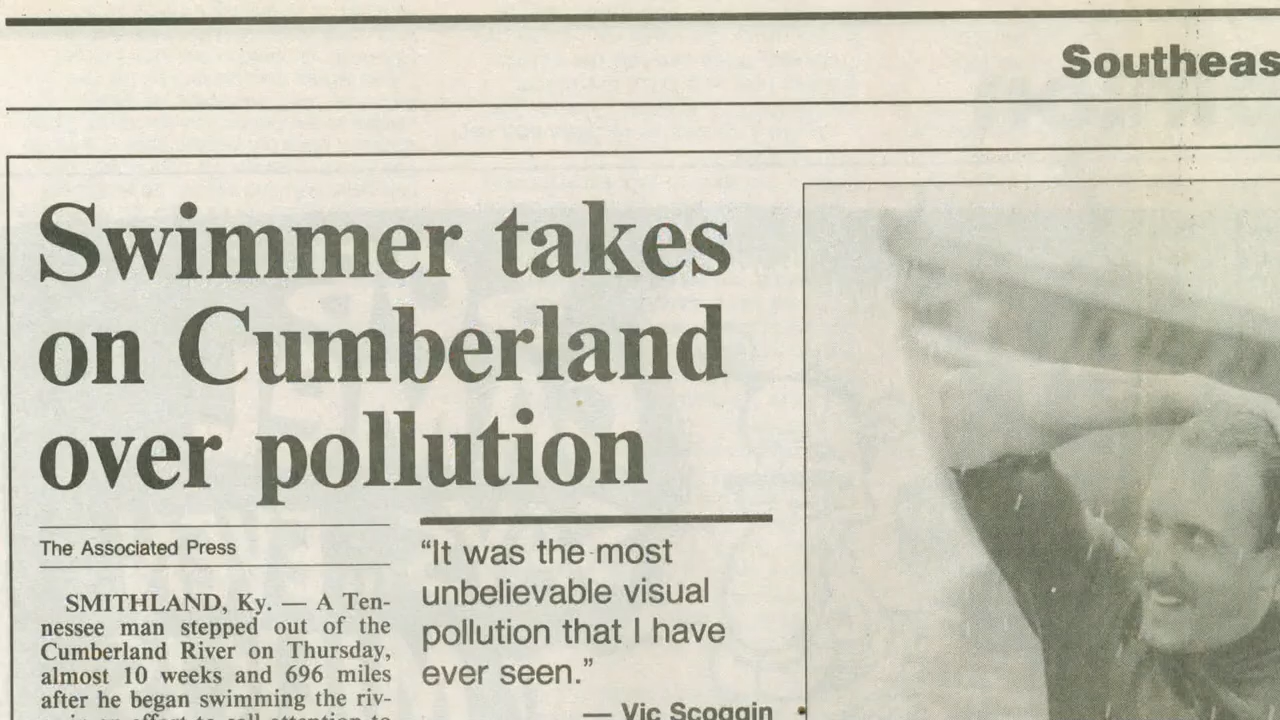 Southeas
Swimmer takes
on Cumberland
over pollution
The Associated Press
SMITHLAND, Ky. — A Ten-
nessee man stepped out of the
Cumberland River on Thursday,
almost 10 weeks and 696 miles
after he began swimming the riv-
“It was the most
unbelievable visual
pollution that I have
ever seen.”
— Vic Scoggin